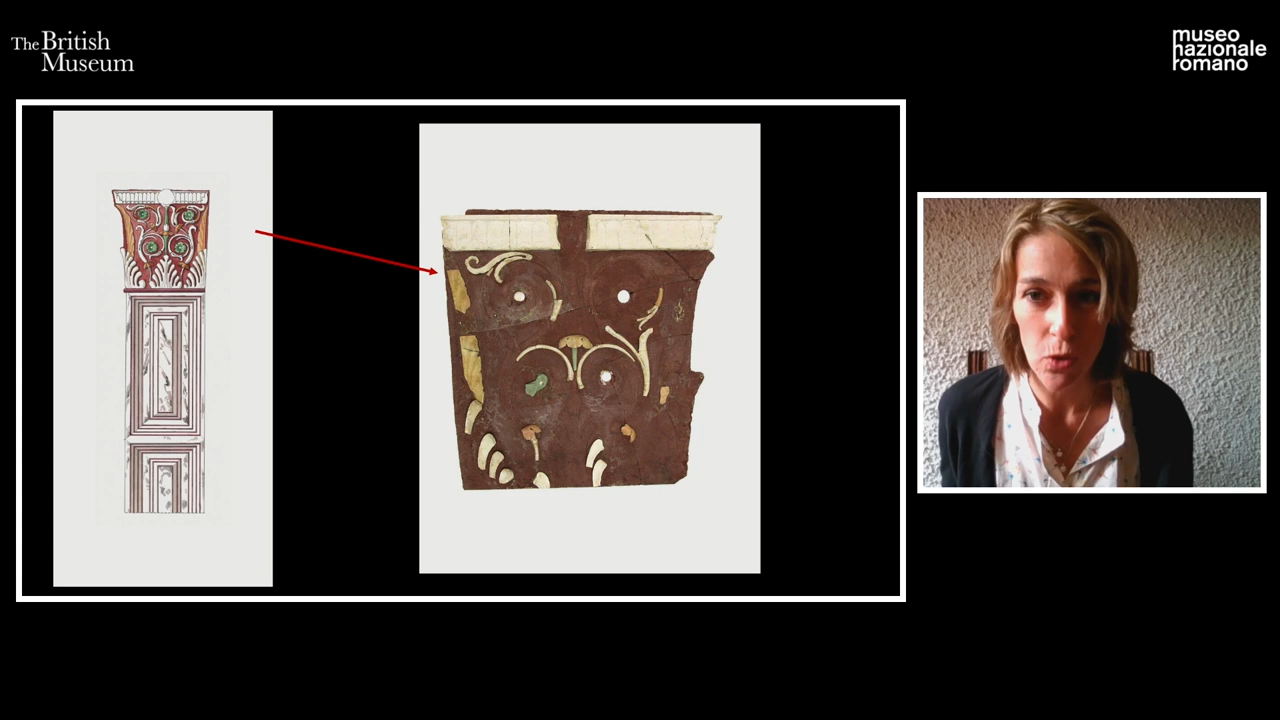 The British
Museum
museo
nazionale
romano